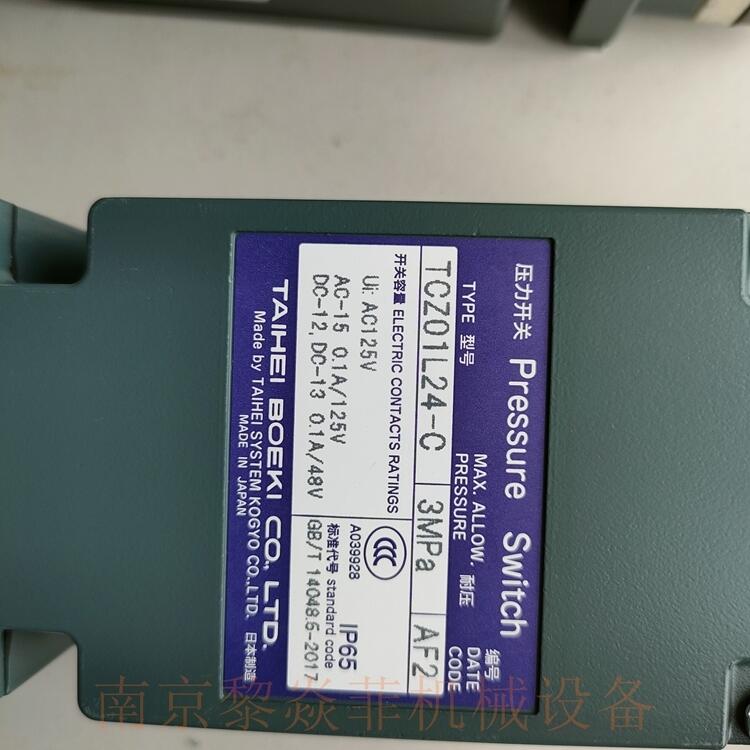 压力开关 Pressure Switch
TYPE 型号
MAX. ALLOW. PRESSURE 耐压
DATE CODE 编号
TCZ01L24-C 3MPa AF2
开关容量 ELECTRIC CONTACTS RATINGS
Ui: AC125V
AC-15 0.1A/125V
DC-12, DC-13 0.1A/48V
CCC
A039928
IP65
标准代号 Standard code
GB/T 14048.5-2017
TAIHEI BOEKI CO., LTD.
Made by TAIHEI SYSTEM KOGYO CO.,LTD.
MADE IN JAPAN 日本制造
南京黎焱菲机械设备